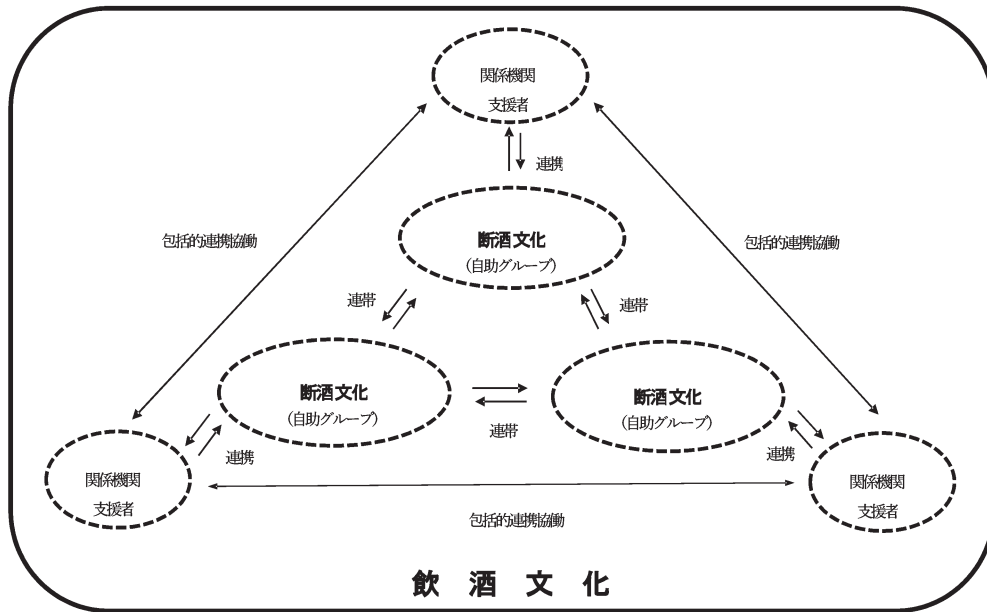 関係機関
支援者
連携
断酒文化
(自助グループ)
包括的連携協働
包括的連携協働
連帯
連帯
断酒文化
(自助グループ)
断酒文化
(自助グループ)
連帯
連携
連携
関係機関
支援者
関係機関
支援者
包括的連携協働
飲酒文化